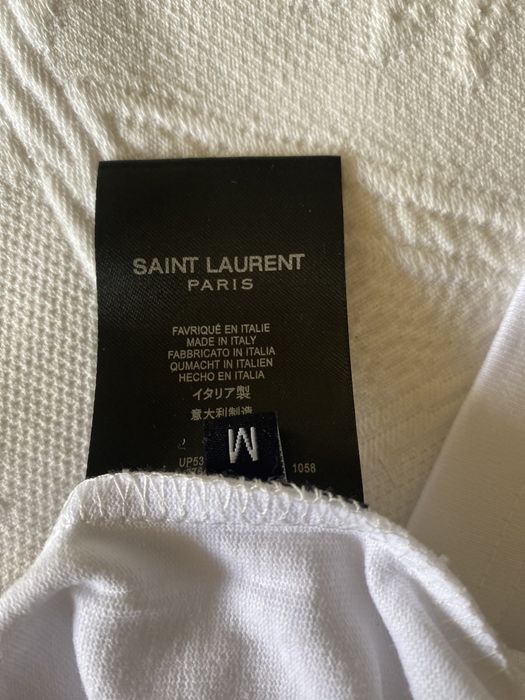 SAINT LAURENT
PARIS
FAVRIQUÉ EN ITALIE
MADE IN ITALY
FABBRICATO IN ITALIA
QUMACHT IN ITALIEN
HECHO EN ITALIA
イタリア製
意大利制造
M
UP53
1058